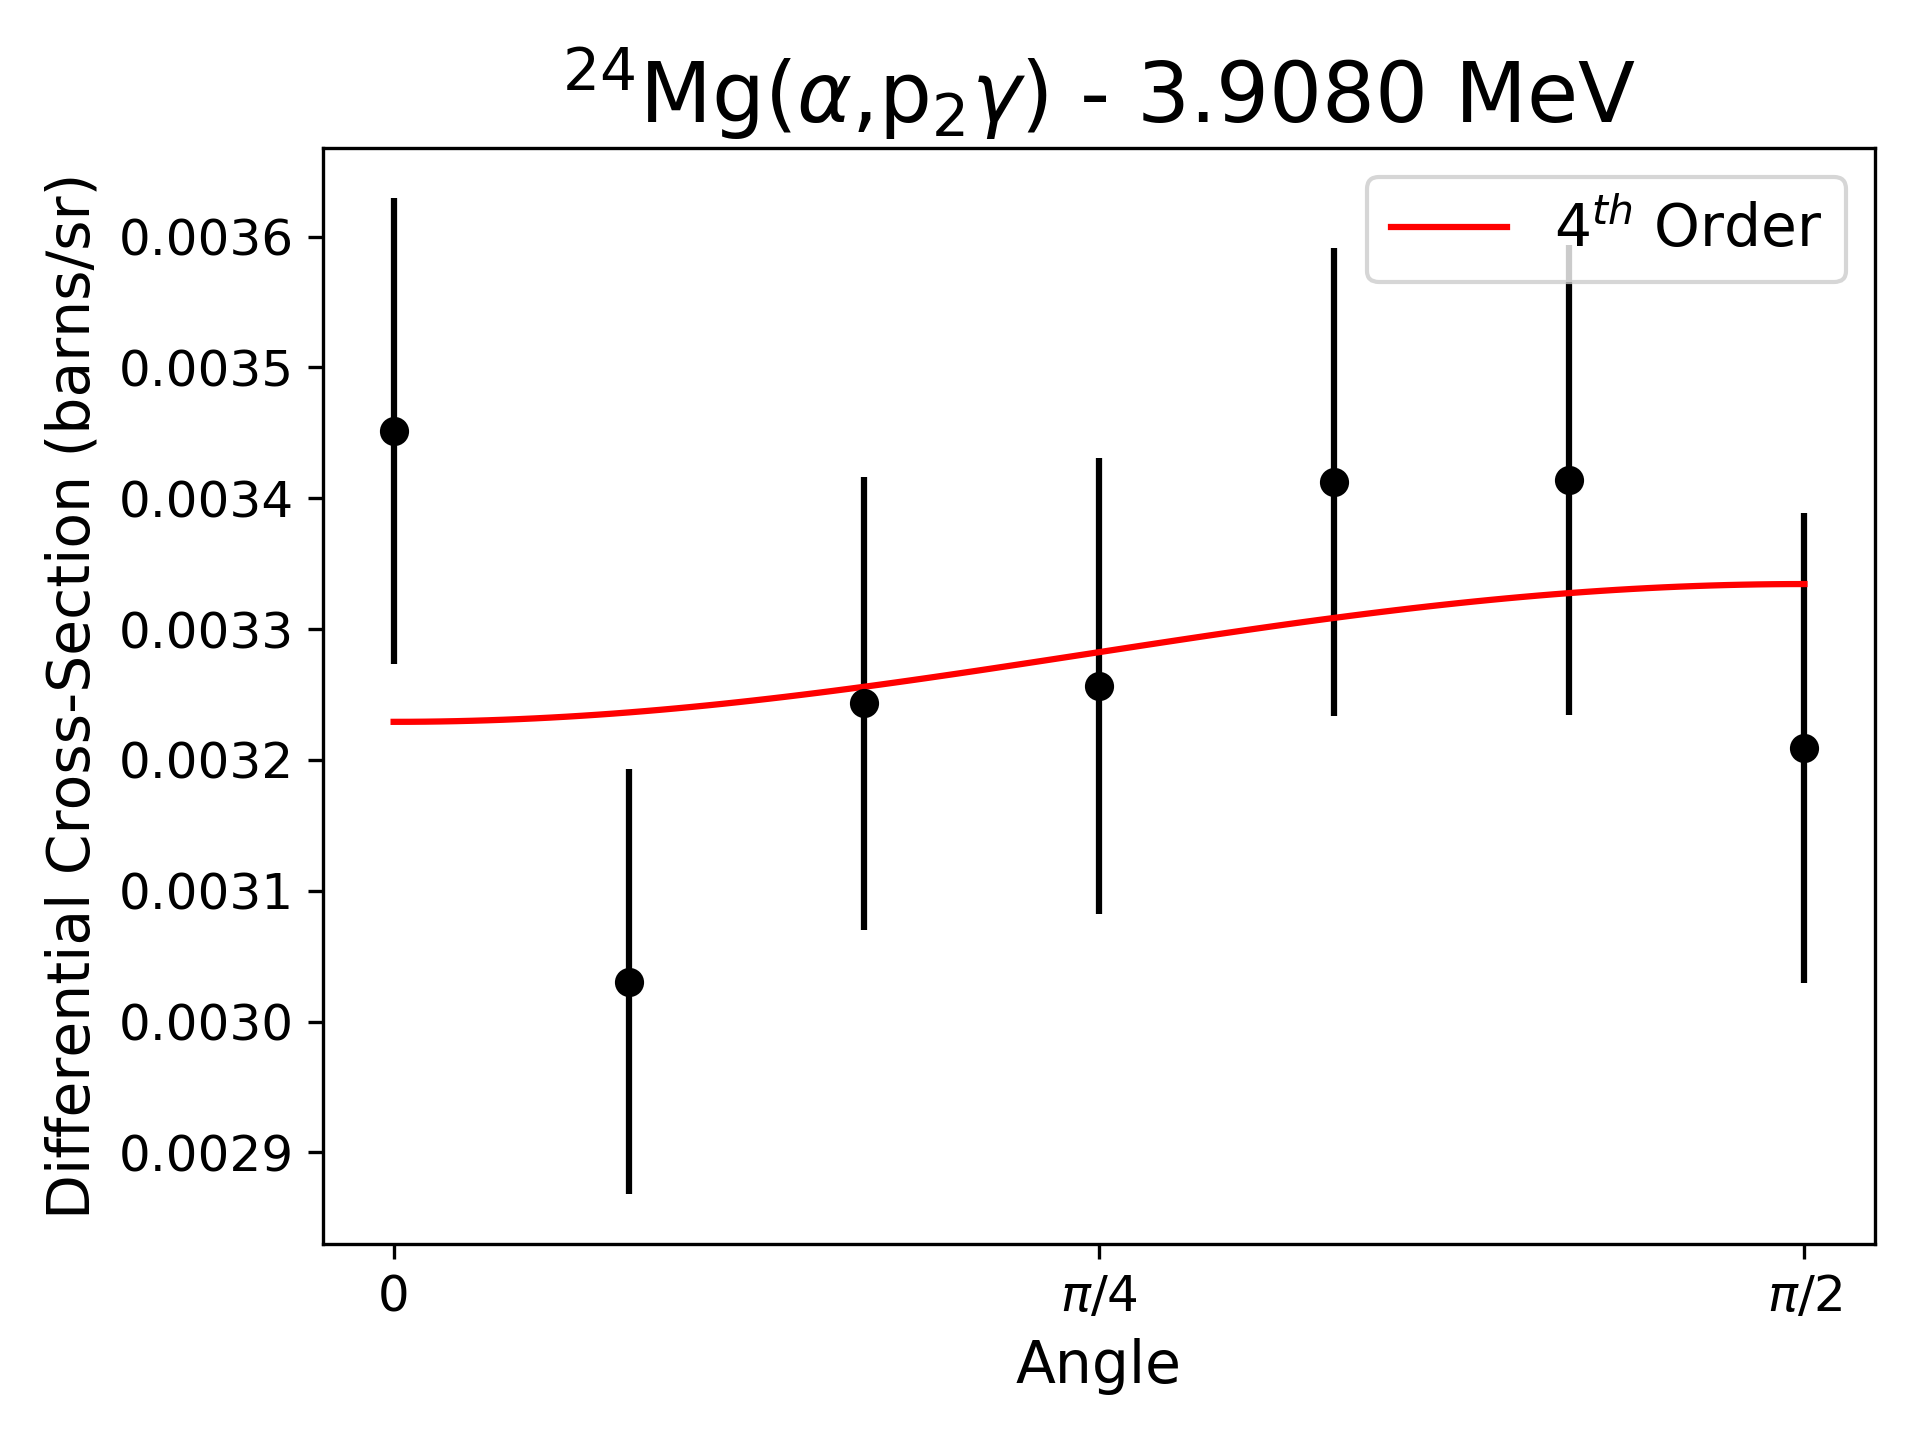 ²⁴Mg(α,p₂γ) - 3.9080 MeV
4ᵗʰ Order
Differential Cross-Section (barns/sr)
0.0036
0.0035
0.0034
0.0033
0.0032
0.0031
0.0030
0.0029
0
π/4
π/2
Angle